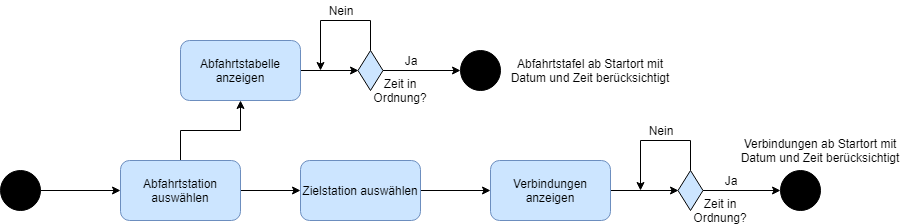 Nein
Abfahrtstabelle
anzeigen
Ja
Zeit in
Ordnung?
Abfahrtstafel ab Startort mit
Datum und Zeit berücksichtigt
Abfahrtstation
auswählen
Zielstation auswählen
Verbindungen
anzeigen
Nein
Ja
Zeit in
Ordnung?
Verbindungen ab Startort mit
Datum und Zeit berücksichtigt